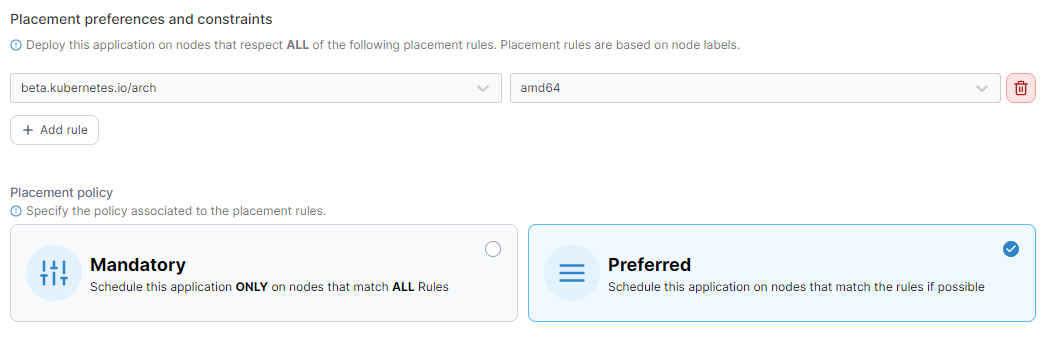 Placement preferences and constraints
Deploy this application on nodes that respect ALL of the following placement rules. Placement rules are based on node labels.
beta.kubernetes.io/arch amd64
Add rule
Placement policy
Specify the policy associated to the placement rules.
Mandatory
Schedule this application ONLY on nodes that match ALL Rules
Preferred
Schedule this application on nodes that match the rules if possible